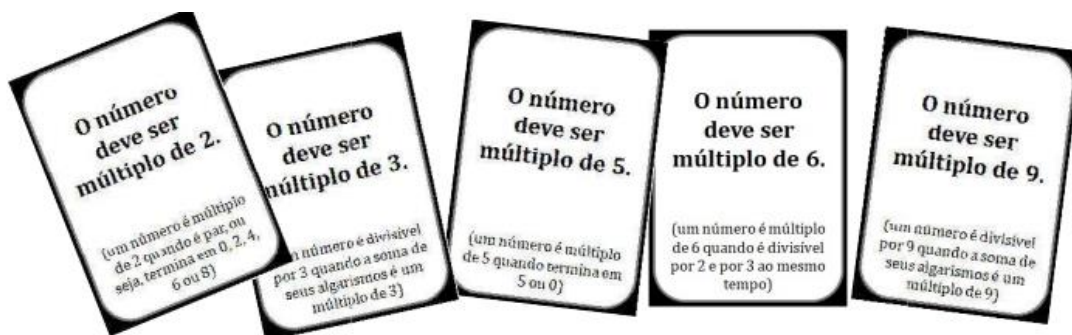 O número
deve ser
múltiplo de 2.
(um número é múltiplo
de 2 quando é par, ou
seja, termina em 0, 2, 4,
6 ou 8)
O número
deve ser
múltiplo de 3.
número é divisível
por 3 quando a soma de
seus algarismos é um
múltiplo de 3)
O número
deve ser
múltiplo de 5.
(um número é múltiplo
de 5 quando termina em
5 ou 0)
O número
deve ser
múltiplo de 6.
(um número é múltiplo
de 6 quando é divisível
por 2 e por 3 ao mesmo
tempo)
O número
deve ser
múltiplo de 9.
(um número é divisível
por 9 quando a soma de
seus algarismos é um
múltiplo de 9)